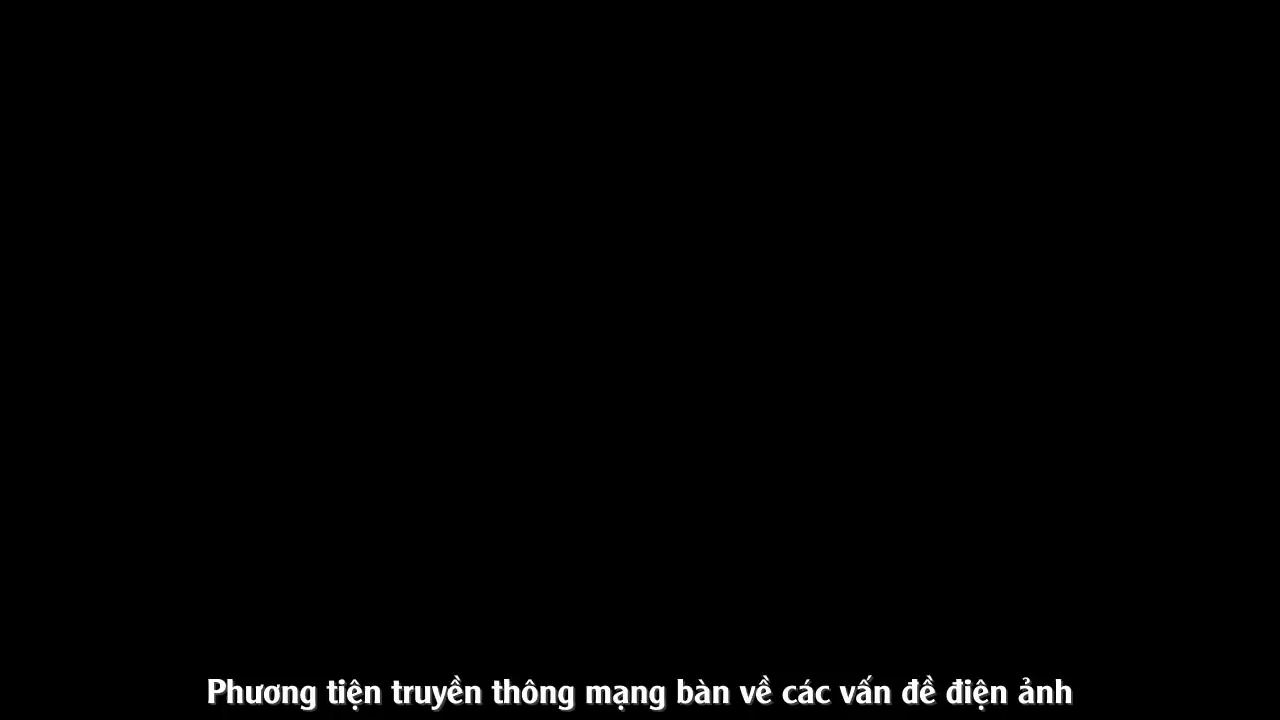 Phương tiện truyền thông mạng bàn về các vấn đề điện ảnh